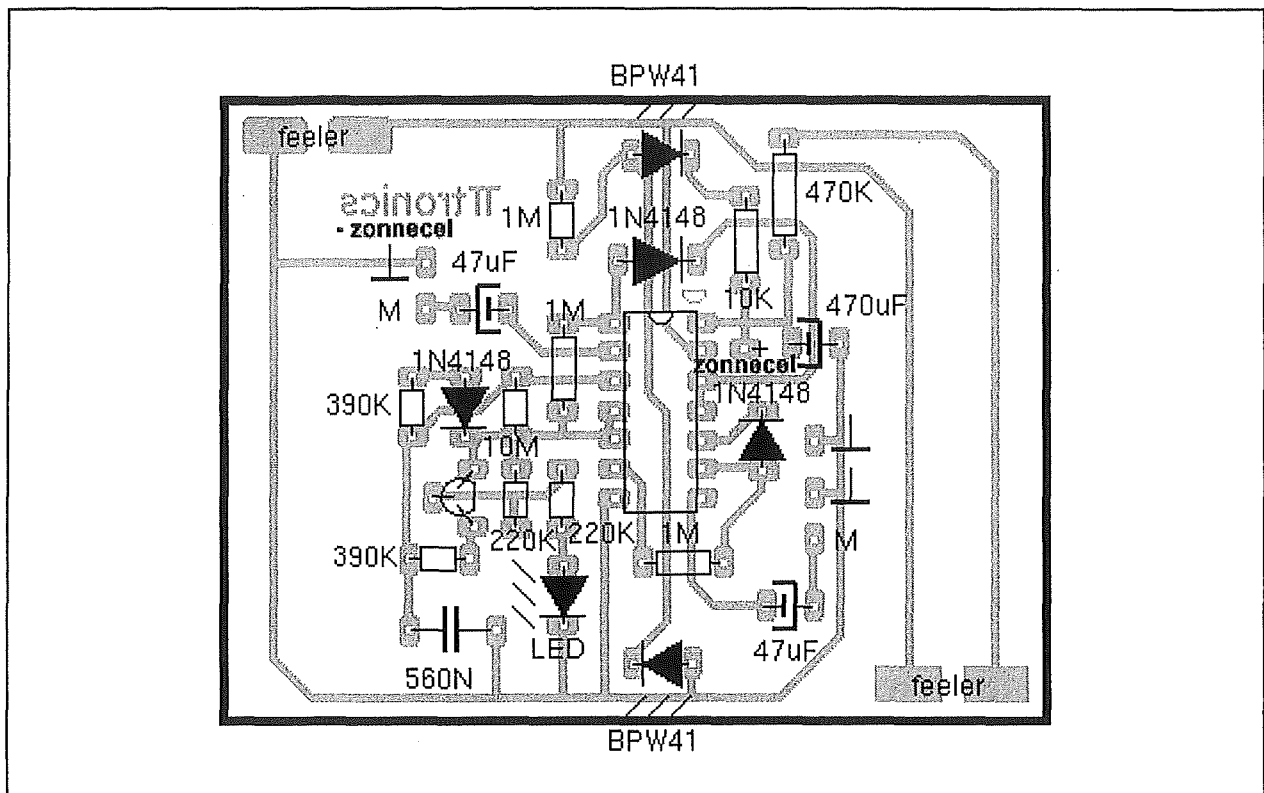 BPW41
feeler
TTtronics
- zonnecel
1M
1N4148
470K
47uF
M
1M
10K
470uF
+
zonnecel
1N4148
1N4148
390K
10M
220K
220K
1M
M
390K
LED
47uF
560N
feeler
BPW41